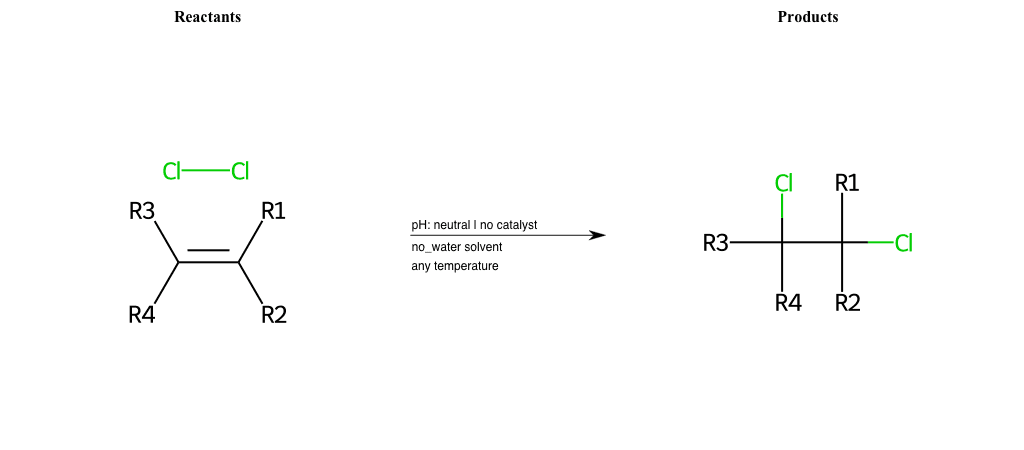 Reactants
Products
Cl Cl
R3 R1
R4 R2
pH: neutral | no catalyst
no_water solvent
any temperature
Cl R1
R3 Cl
R4 R2